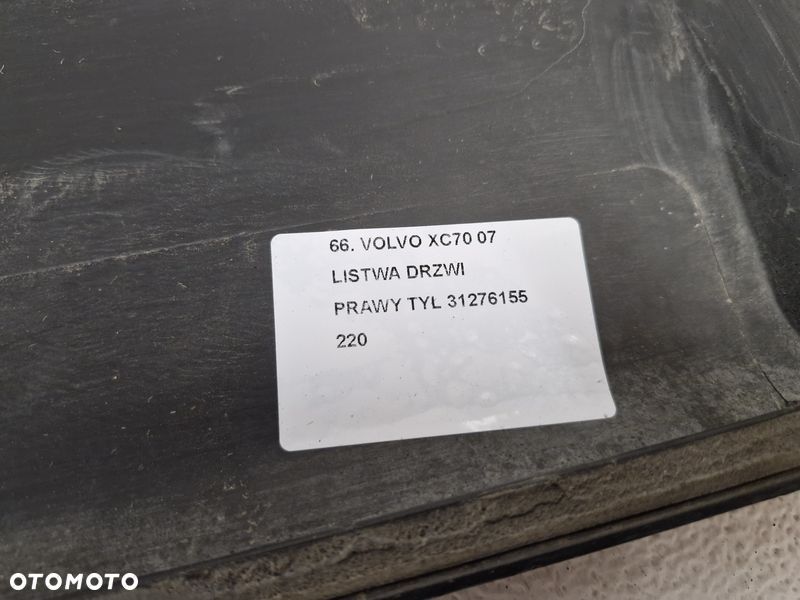 66. VOLVO XC70 07
LISTWA DRZWI
PRAWY TYŁ 31276155
220
OTOMOTO